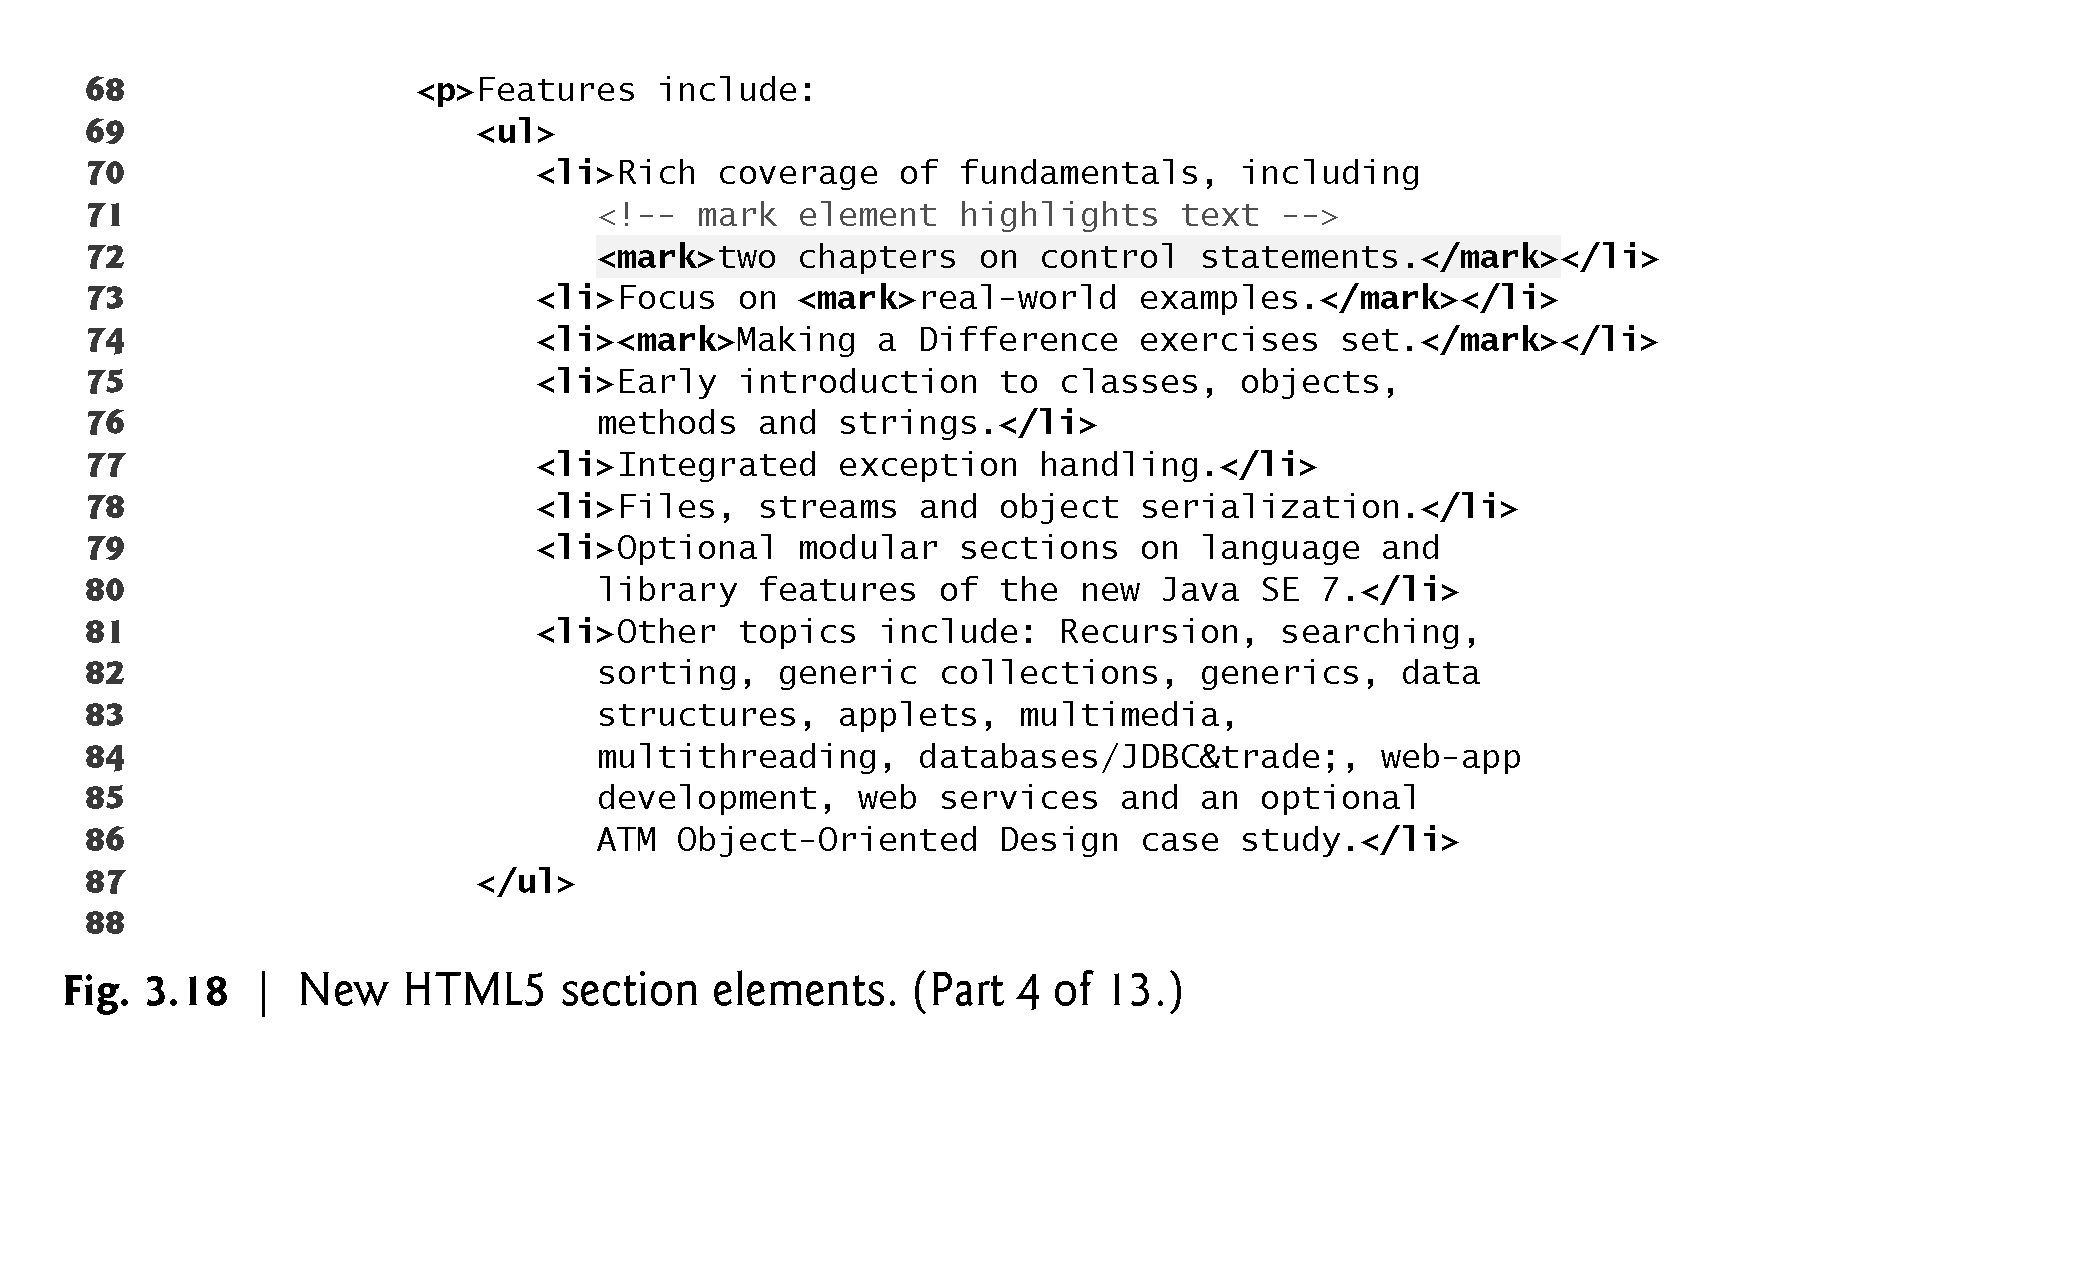 68 <p>Features include:
69 <ul>
70 <li>Rich coverage of fundamentals, including
71 <!-- mark element highlights text -->
72 <mark>two chapters on control statements.</mark></li>
73 <li>Focus on <mark>real-world examples.</mark></li>
74 <li><mark>Making a Difference exercises set.</mark></li>
75 <li>Early introduction to classes, objects,
76 methods and strings.</li>
77 <li>Integrated exception handling.</li>
78 <li>Files, streams and object serialization.</li>
79 <li>Optional modular sections on language and
80 library features of the new Java SE 7.</li>
81 <li>Other topics include: Recursion, searching,
82 sorting, generic collections, generics, data
83 structures, applets, multimedia,
84 multithreading, databases/JDBC&trade;, web-app
85 development, web services and an optional
86 ATM Object-Oriented Design case study.</li>
87 </ul>
88
Fig. 3.18 | New HTML5 section elements. (Part 4 of 13.)